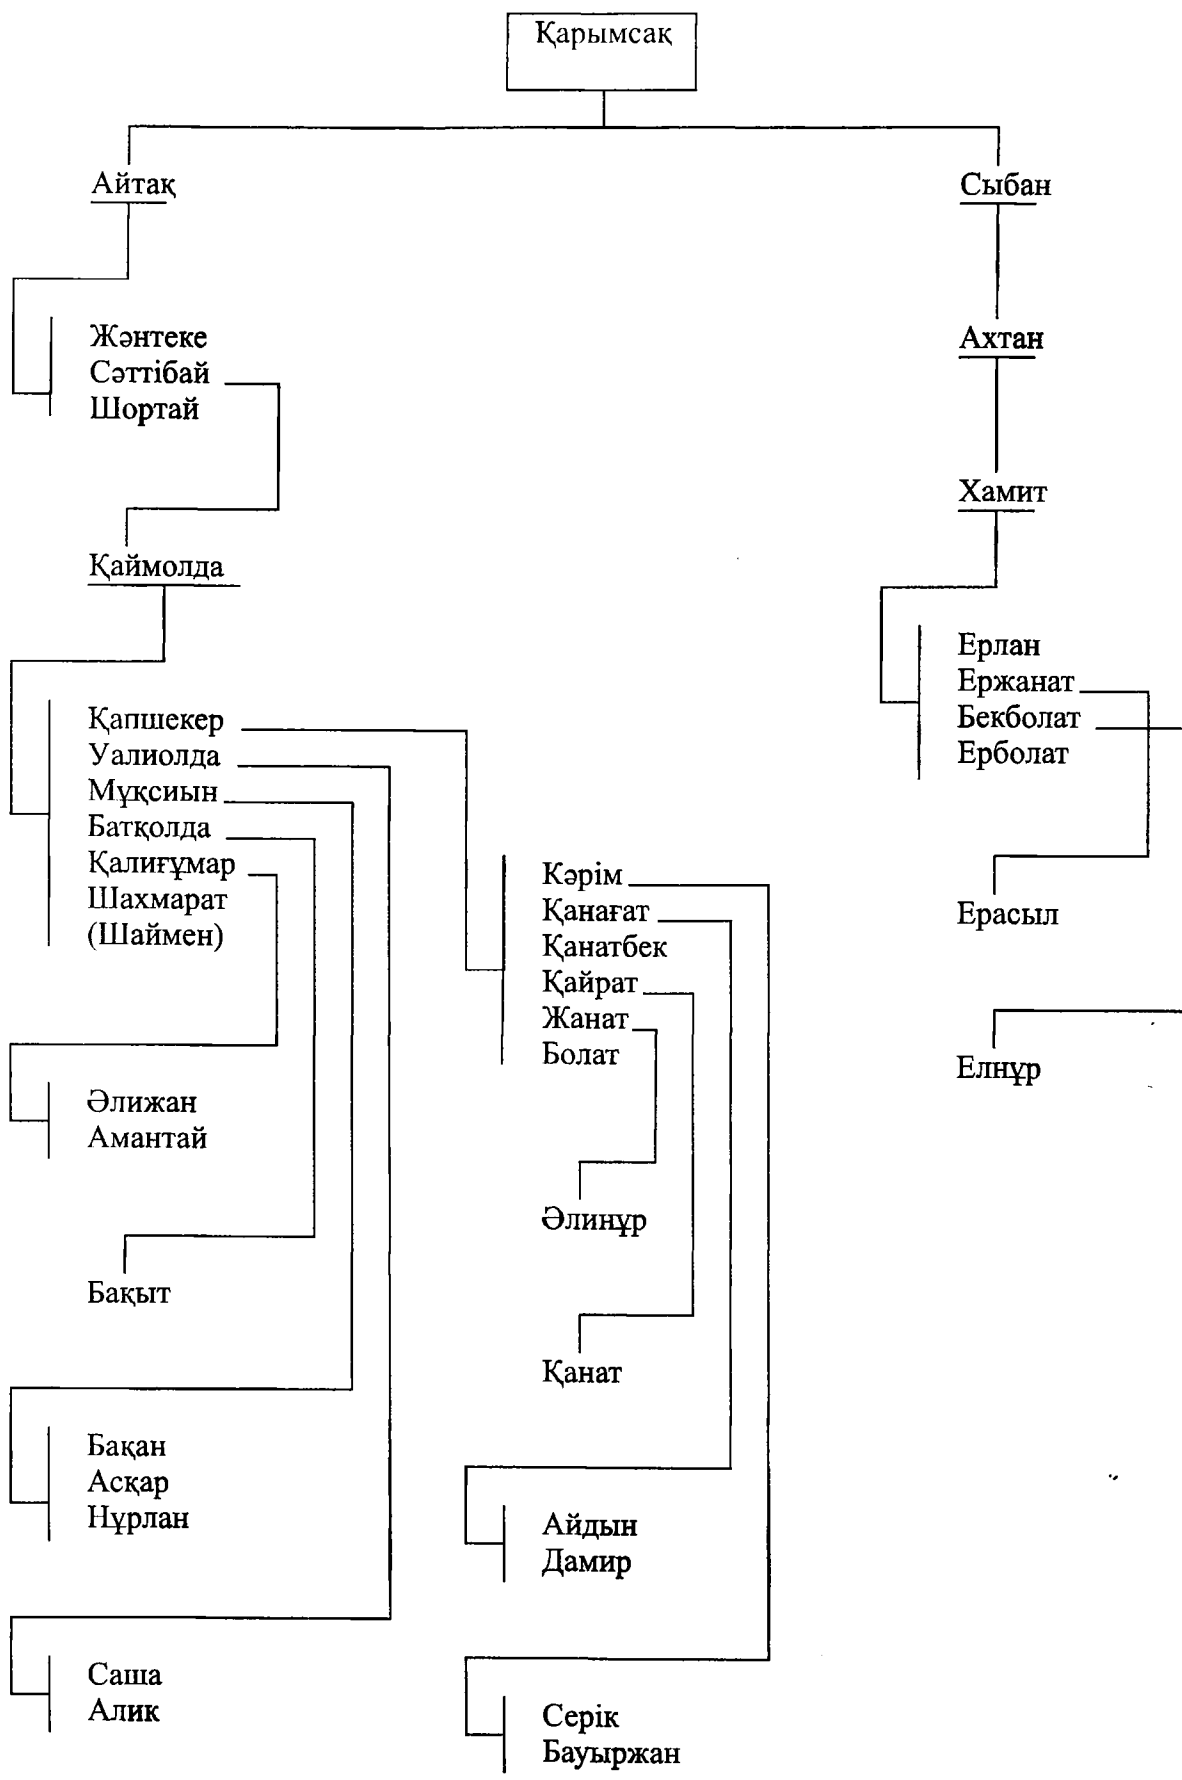 Қарымсақ
Айтақ
Сыбан
Жәнтеке
Сәттібай
Шортай
Ахтан
Хамит
Қаймолда
Ерлан
Ержанат
Бекболат
Ерболат
Қапшекер
Уалиолда
Мұқсиын
Батқолда
Қалиғұмар
Шахмарат
(Шаймен)
Кәрім
Қанағат
Қанатбек
Қайрат
Жанат
Болат
Ерасыл
Елнұр
Әлижан
Амантай
Әлинұр
Бақыт
Қанат
Бақан
Асқар
Нұрлан
Айдын
Дамир
Саша
Алик
Серік
Бауыржан